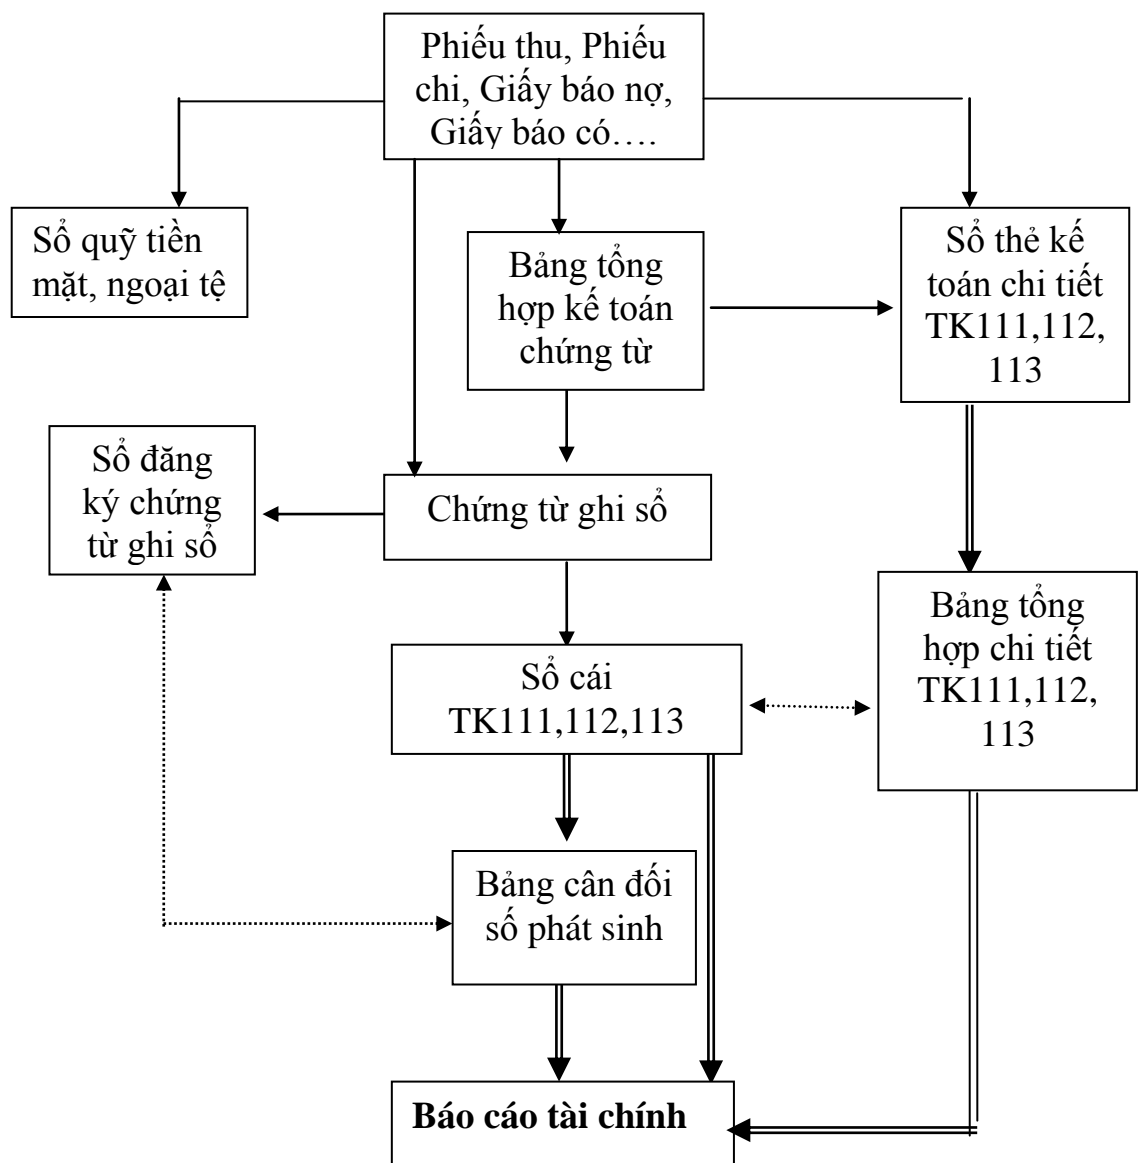 Phiếu thu, Phiếu
chi, Giấy báo nợ,
Giấy báo có….
Sổ quỹ tiền
mặt, ngoại tệ
Bảng tổng
hợp kế toán
chứng từ
Sổ thẻ kế
toán chi tiết
TK111,112,
113
Sổ đăng
ký chứng
từ ghi sổ
Chứng từ ghi sổ
Bảng tổng
hợp chi tiết
TK111,112,
113
Sổ cái
TK111,112,113
Bảng cân đối
số phát sinh
Báo cáo tài chính